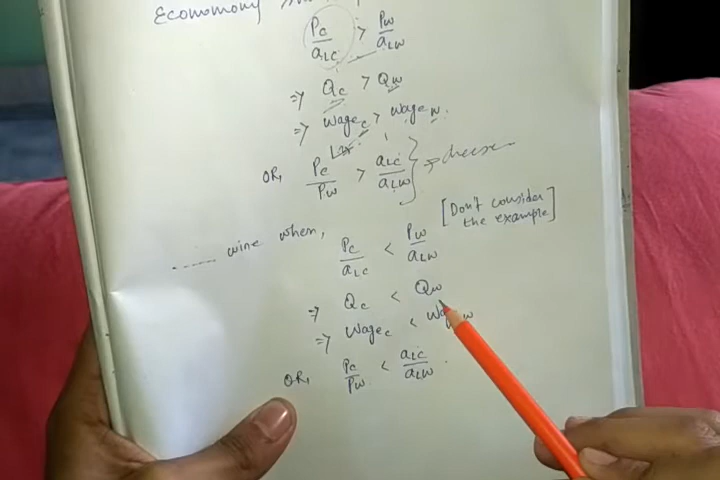 Economony
Pc/aLC > Pw/aLW
⇒ Qc > Qw
⇒ Wagec > Wagew.
OR, Pc/Pw > aLC/aLW } → cheese
...... wine when, Pc/aLC < Pw/aLW [Don't consider the example]
⇒ Qc < Qw
⇒ Wagec < Wagew
OR, Pc/Pw < aLC/aLW .